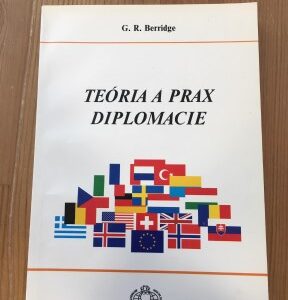 G. R. Berridge
TEÓRIA A PRAX
DIPLOMACIE